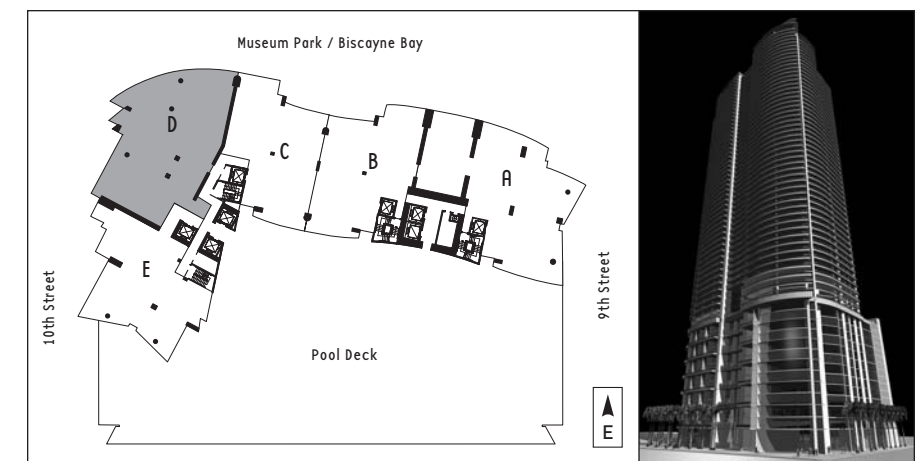 Museum Park / Biscayne Bay
D
C
B
A
E
10th Street
9th Street
Pool Deck
E